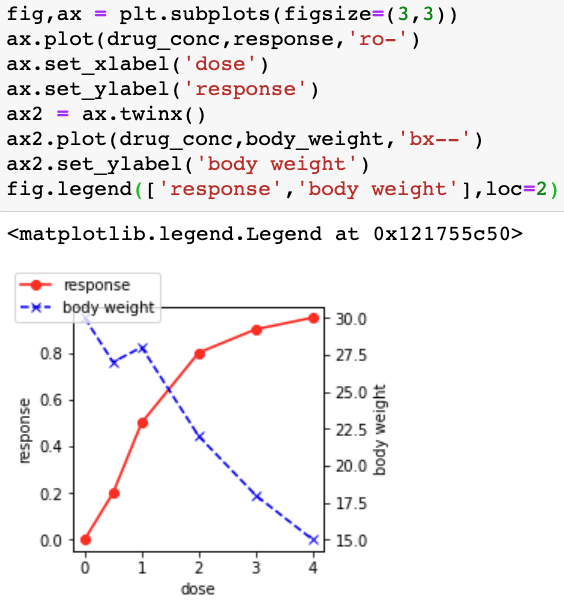 fig,ax = plt.subplots(figsize=(3,3))
ax.plot(drug_conc,response,'ro-')
ax.set_xlabel('dose')
ax.set_ylabel('response')
ax2 = ax.twinx()
ax2.plot(drug_conc,body_weight,'bx--')
ax2.set_ylabel('body weight')
fig.legend(['response','body weight'],loc=2)
<matplotlib.legend.Legend at 0x121755c50>
response
body weight
0.8
0.6
0.4
0.2
0.0
response
30.0
27.5
25.0
22.5
20.0
17.5
15.0
body weight
0 1 2 3 4
dose